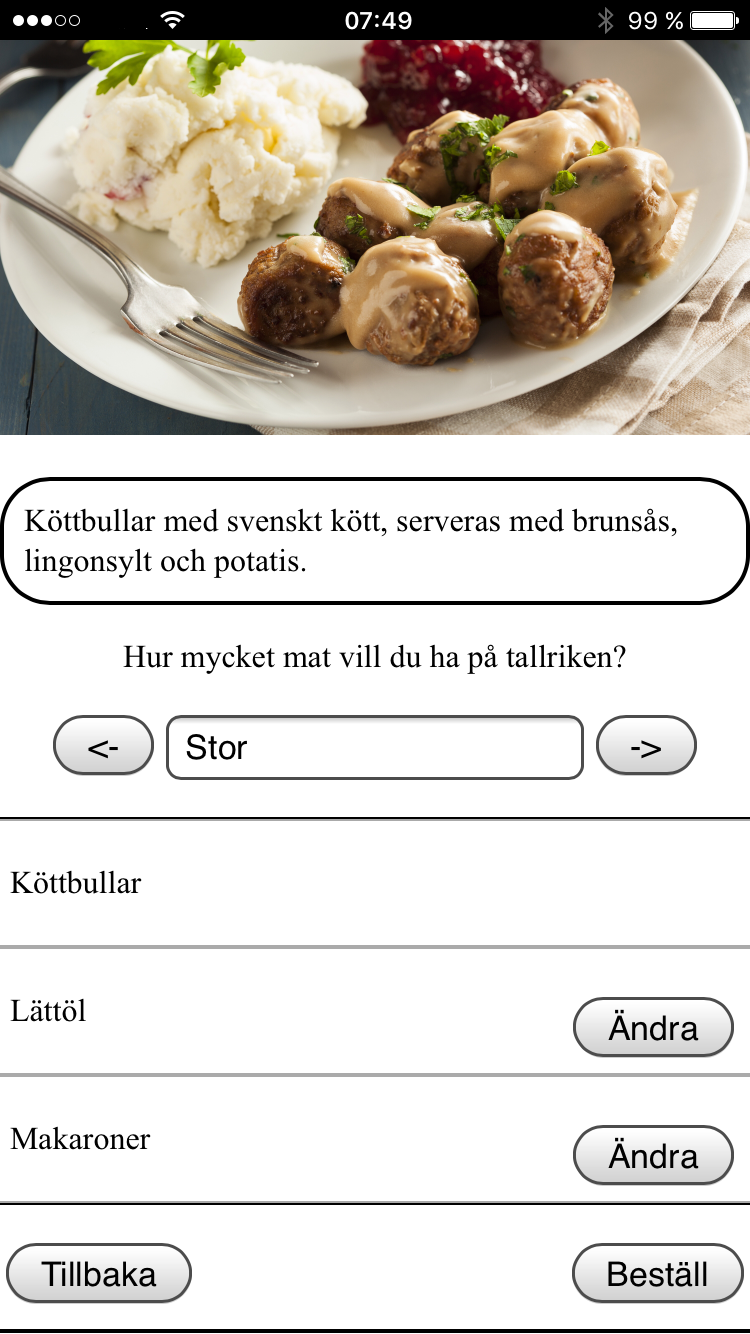 07:49 99 %
Köttbullar med svenskt kött, serveras med brunsås,
lingonsylt och potatis.
Hur mycket mat vill du ha på tallriken?
<- Stor ->
Köttbullar
Lättöl
Ändra
Makaroner
Ändra
Tillbaka Beställ